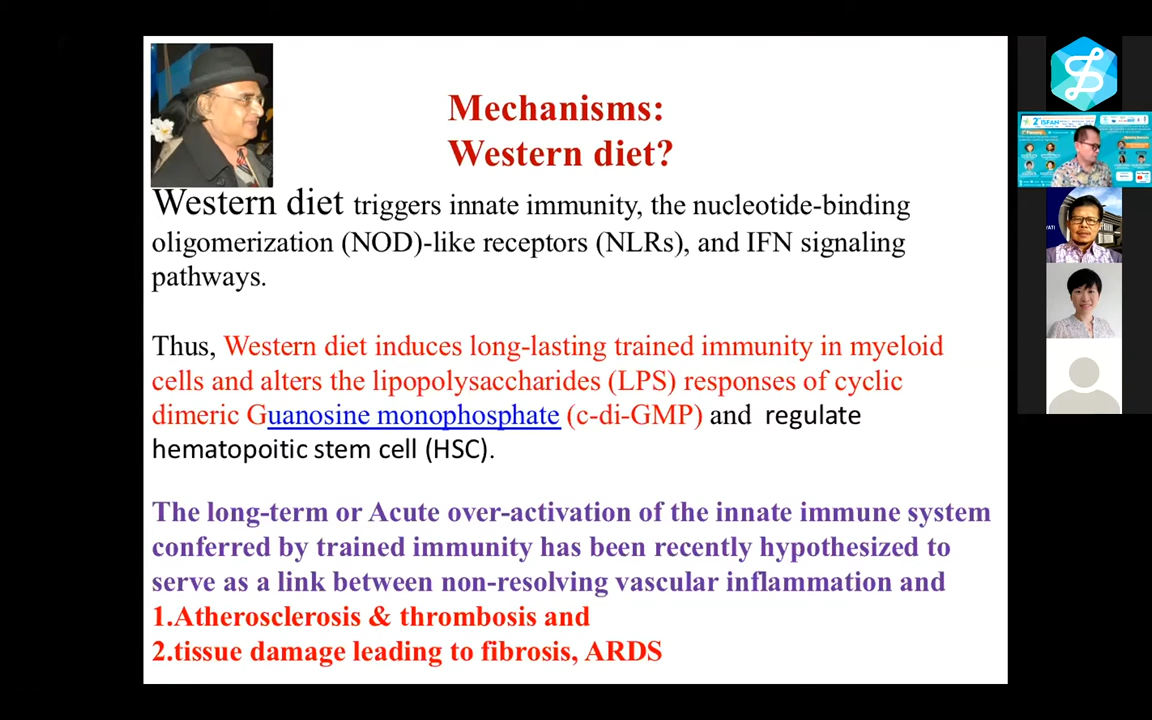 Mechanisms:
Western diet?
Western diet triggers innate immunity, the nucleotide-binding
oligomerization (NOD)-like receptors (NLRs), and IFN signaling
pathways.
Thus, Western diet induces long-lasting trained immunity in myeloid
cells and alters the lipopolysaccharides (LPS) responses of cyclic
dimeric Guanosine monophosphate (c-di-GMP) and regulate
hematopoitic stem cell (HSC).
The long-term or Acute over-activation of the innate immune system
conferred by trained immunity has been recently hypothesized to
serve as a link between non-resolving vascular inflammation and
1.Atherosclerosis & thrombosis and
2.tissue damage leading to fibrosis, ARDS
2nd ISFAH